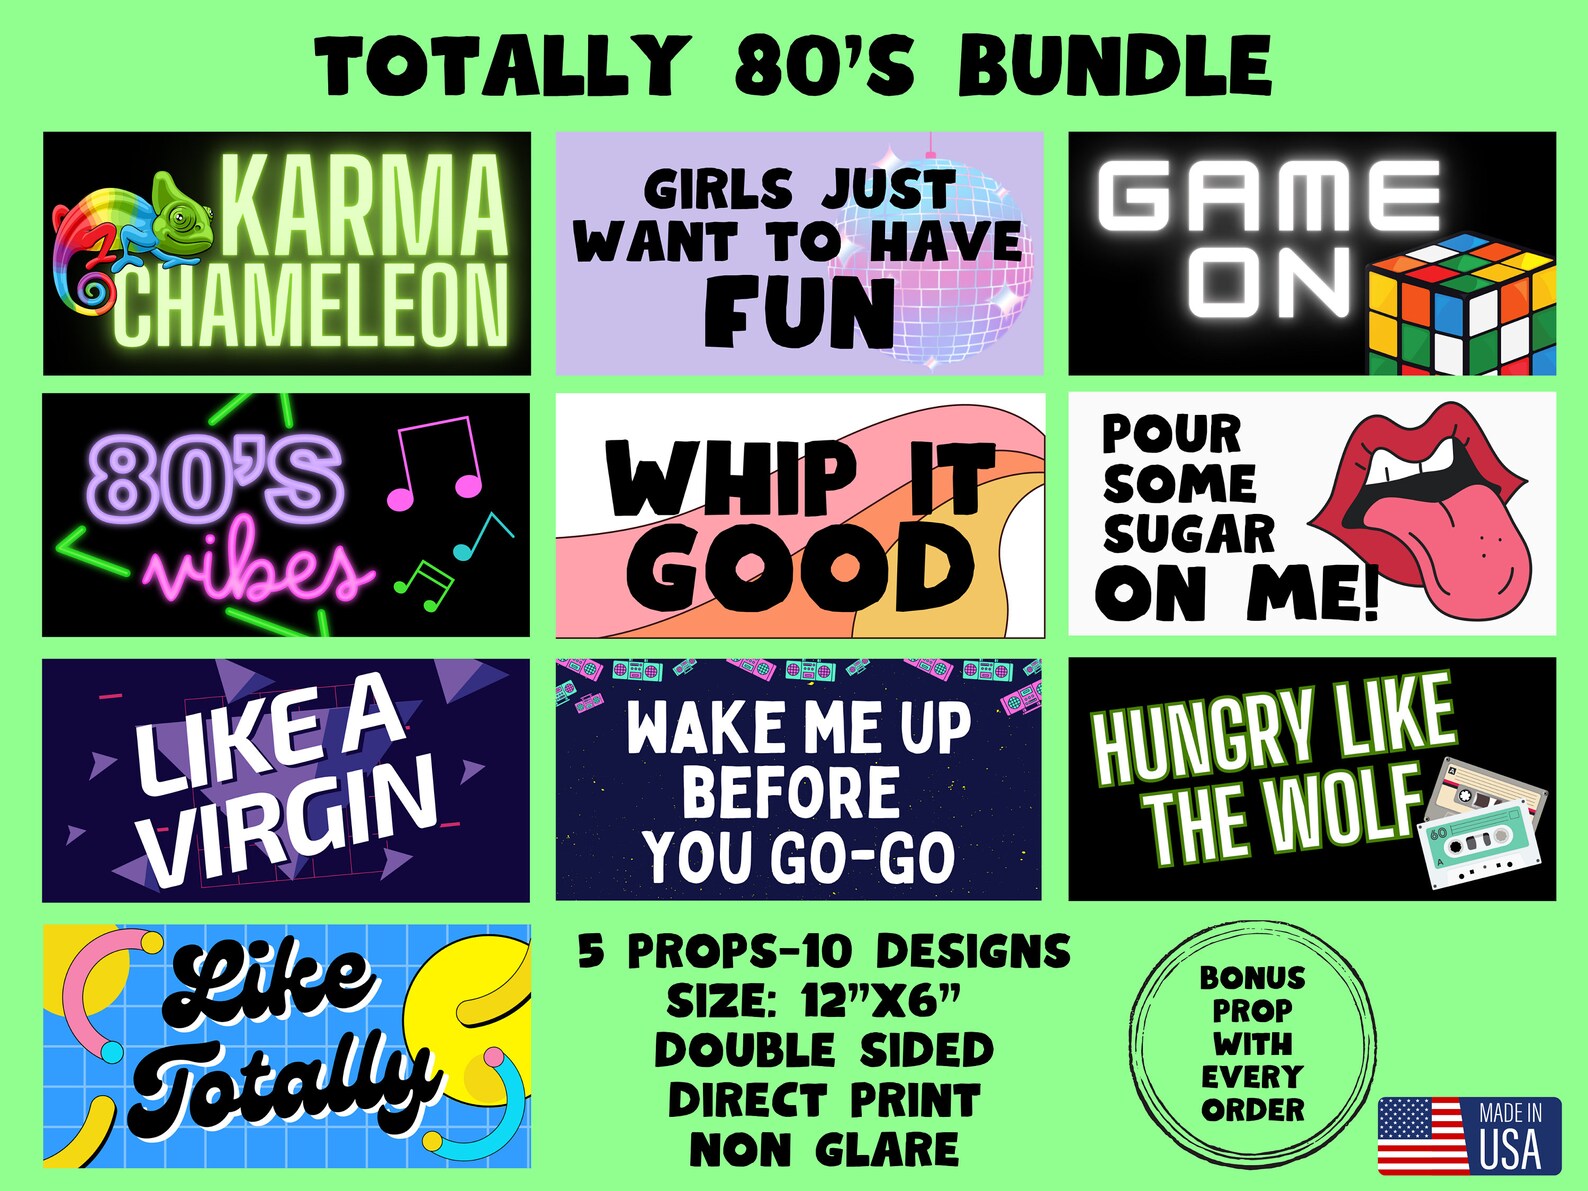 TOTALLY 80'S BUNDLE
KARMA
CHAMELEON
GIRLS JUST
WANT TO HAVE
FUN
GAME
ON
80'S
vibes
WHIP IT
GOOD
POUR
SOME
SUGAR
ON ME!
LIKE A
VIRGIN
WAKE ME UP
BEFORE
YOU GO-GO
HUNGRY LIKE
THE WOLF
A
60
A
Like
Totally
5 PROPS-10 DESIGNS
SIZE: 12"X6"
DOUBLE SIDED
DIRECT PRINT
NON GLARE
BONUS
PROP
WITH
EVERY
ORDER
MADE IN
USA